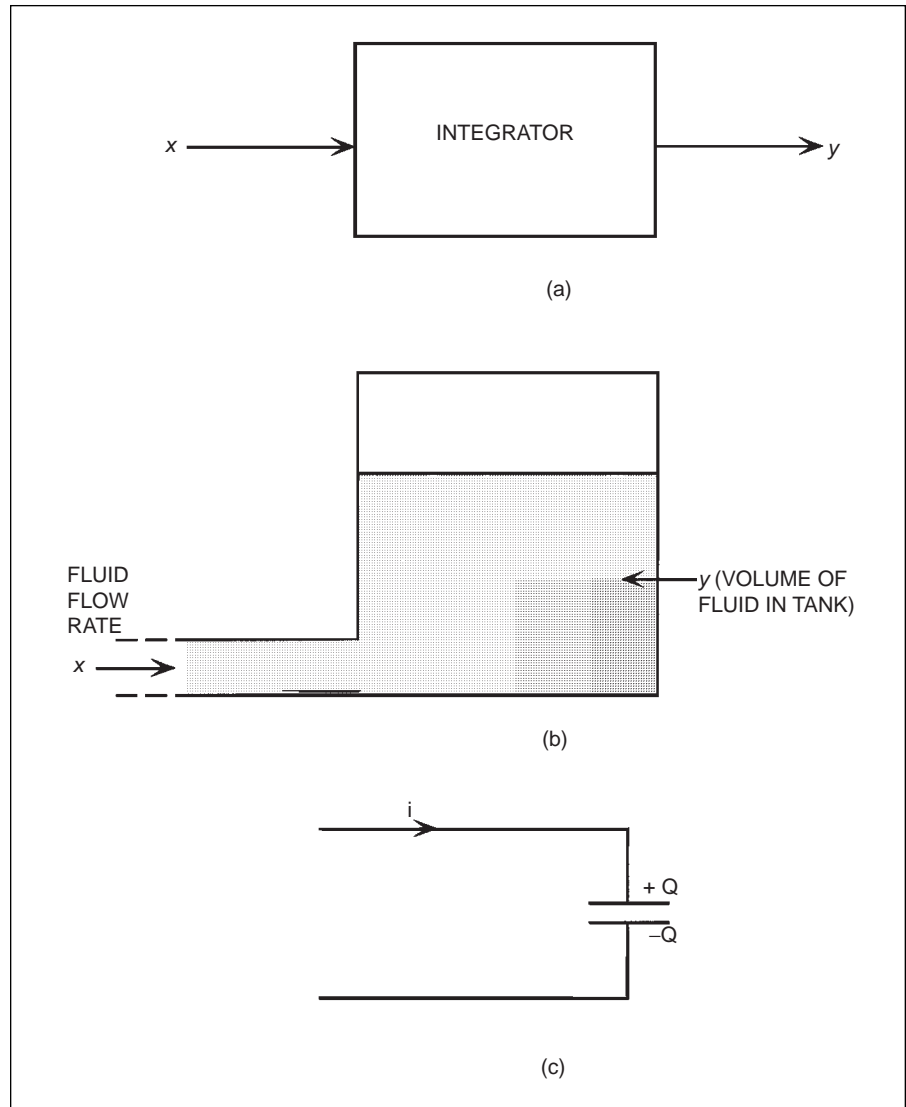 INTEGRATOR
x
y
(a)
FLUID
FLOW
RATE
x
y (VOLUME OF
FLUID IN TANK)
(b)
i
+ Q
–Q
(c)